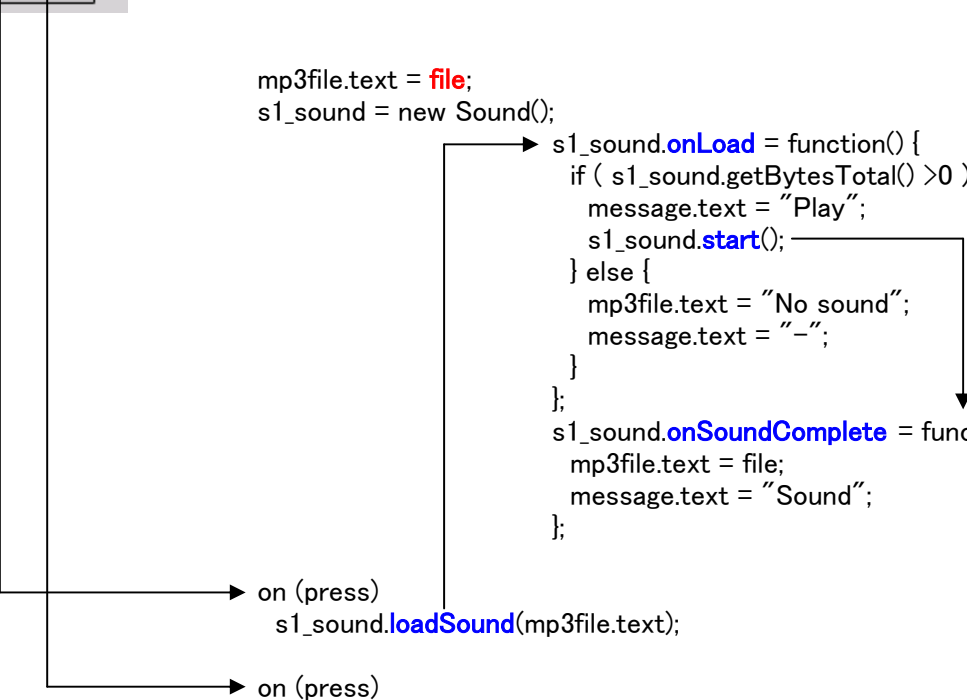 mp3file.text = file;
s1_sound = new Sound();
s1_sound.onLoad = function() {
if ( s1_sound.getBytesTotal() >0 )
message.text = "Play";
s1_sound.start();
} else {
mp3file.text = "No sound";
message.text = "-";
}
};
s1_sound.onSoundComplete = func
mp3file.text = file;
message.text = "Sound";
};
on (press)
s1_sound.loadSound(mp3file.text);
on (press)